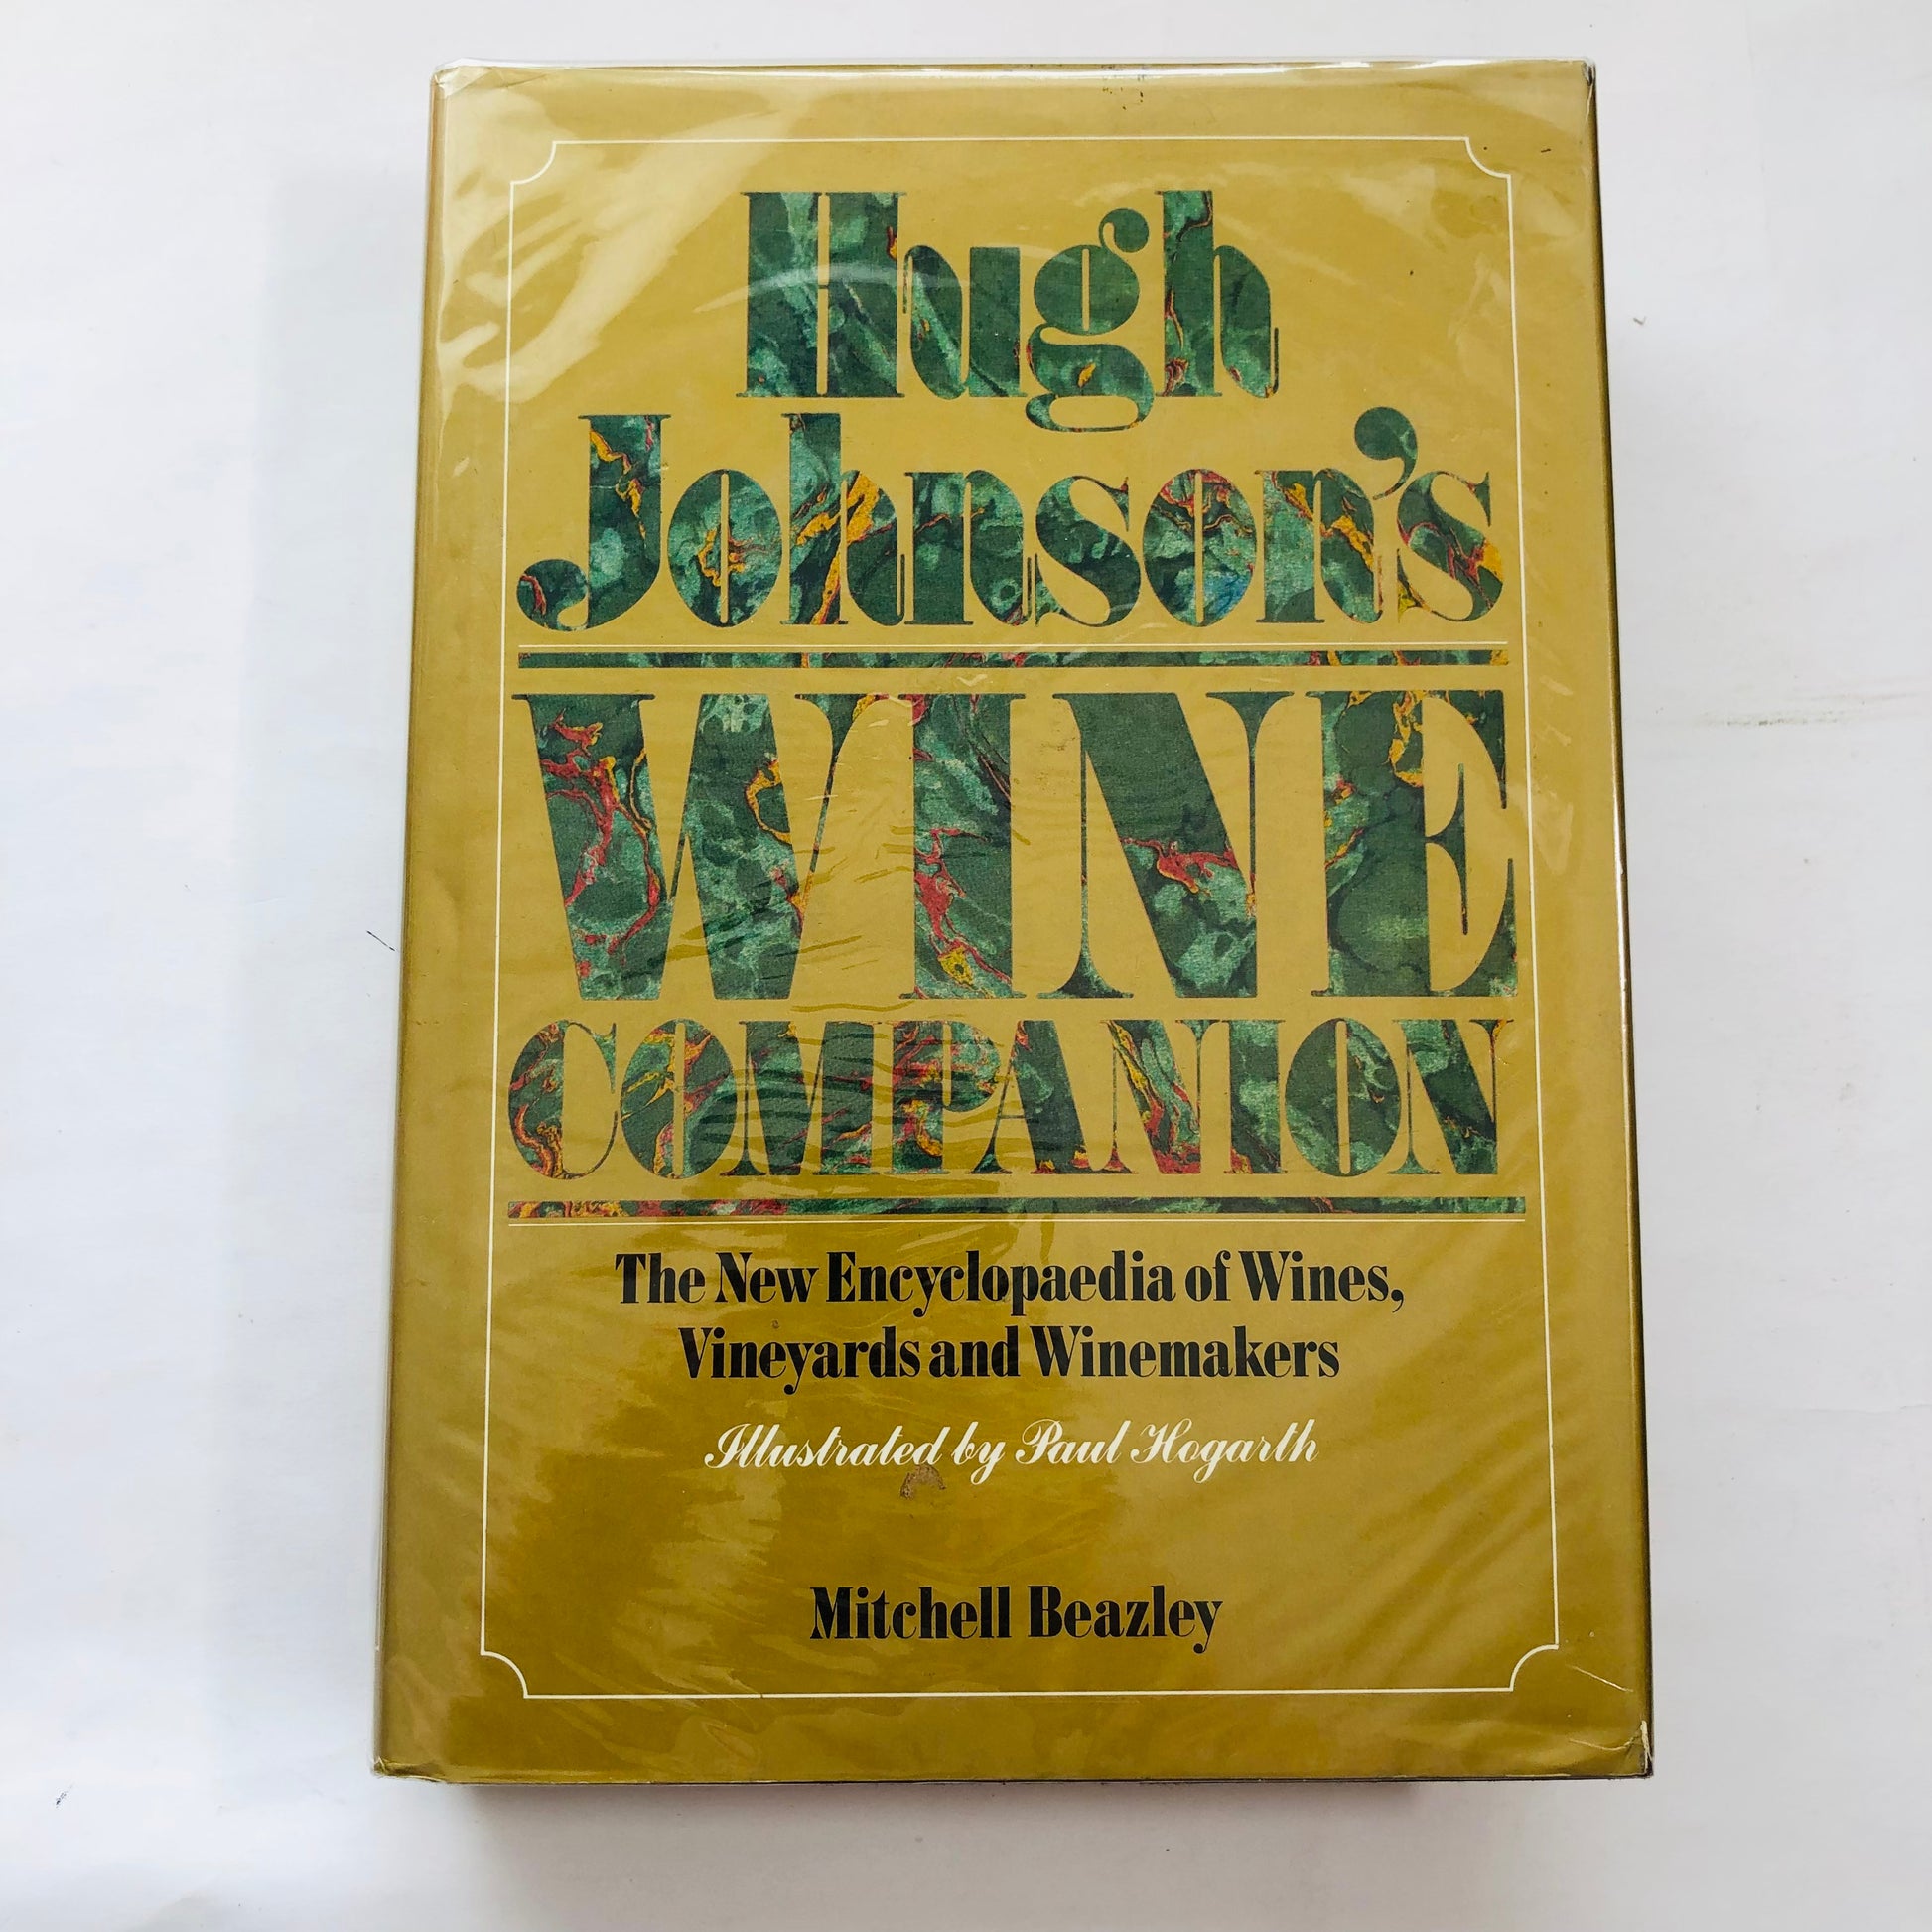 Hugh
Johnson's
WINE
COMPANION
The New Encyclopaedia of Wines,
Vineyards and Winemakers
Illustrated by Paul Hogarth
Mitchell Beazley